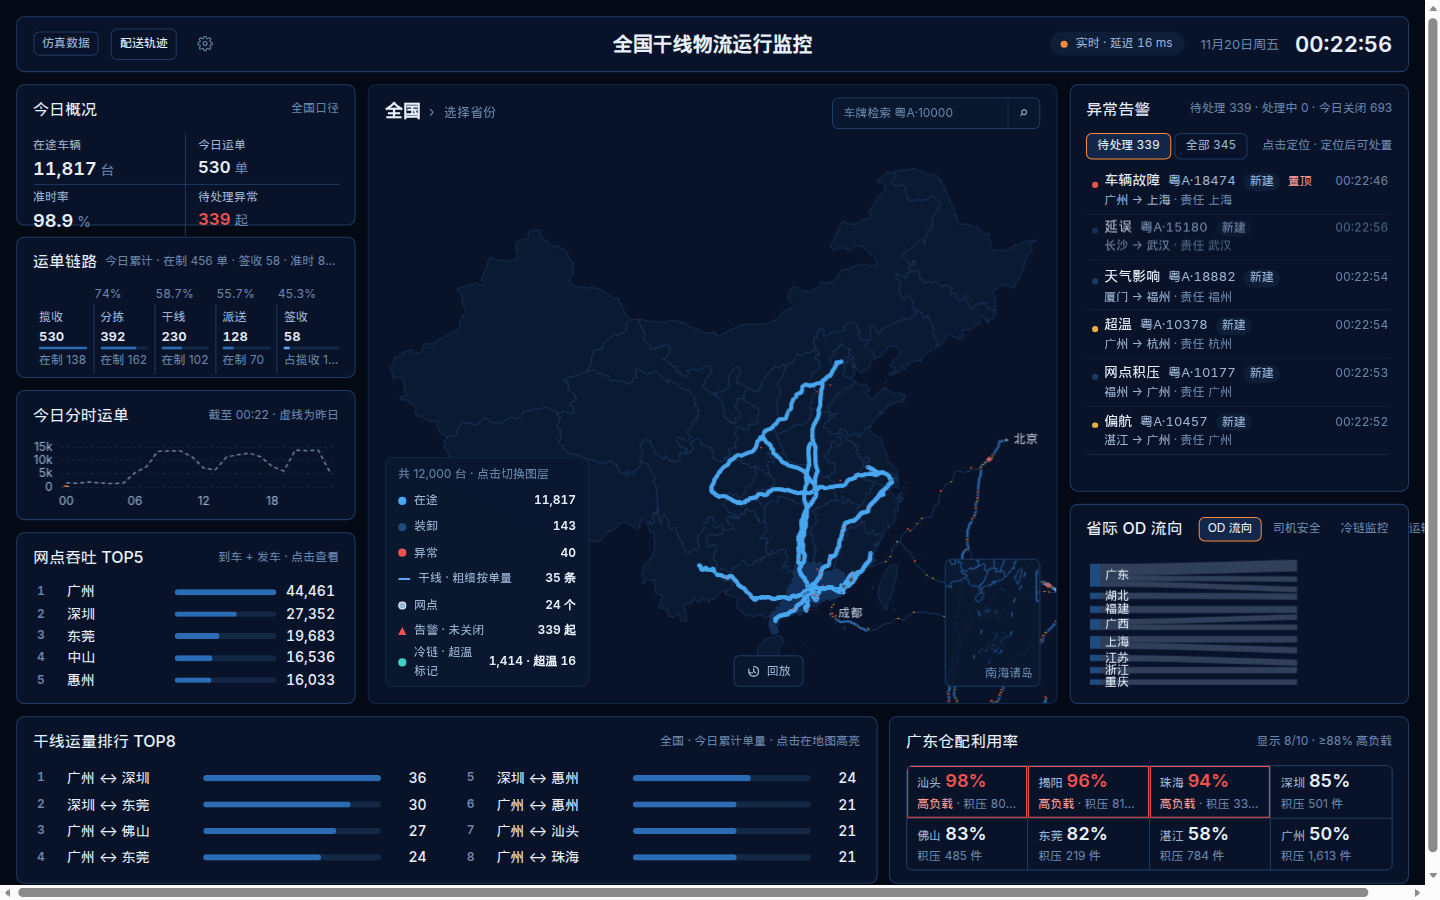 仿真数据 配送轨迹
全国干线物流运行监控
实时 · 延迟 16 ms 11月20日周五 00:22:56
今日概况 全国口径
在途车辆 今日运单
11,817 台 530 单
准时率 待处理异常
98.9 % 339 起
运单链路 今日累计 · 在制 456 单 · 签收 58 · 准时 8...
74% 58.7% 55.7% 45.3%
揽收 分拣 干线 派送 签收
530 392 230 128 58
在制 138 在制 162 在制 102 在制 70 占揽收 1...
今日分时运单 截至 00:22 · 虚线为昨日
15k
10k
5k
0
00 06 12 18
网点吞吐 TOP5 到车 + 发车 · 点击查看
1 广州 44,461
2 深圳 27,352
3 东莞 19,683
4 中山 16,536
5 惠州 16,033
全国 › 选择省份
车牌检索 粤A·10000
北京
成都
南海诸岛
共 12,000 台 · 点击切换图层
在途 11,817
装卸 143
异常 40
干线 · 粗细按单量 35 条
网点 24 个
告警 · 未关闭 339 起
冷链 · 超温标记 1,414 · 超温 16
回放
异常告警 待处理 339 · 处理中 0 · 今日关闭 693
待处理 339 全部 345 点击定位 · 定位后可处置
车辆故障 粤A·18474 新建 置顶 00:22:46
广州 → 上海 · 责任 上海
延误 粤A·15180 新建 00:22:56
长沙 → 武汉 · 责任 武汉
天气影响 粤A·18882 新建 00:22:54
厦门 → 福州 · 责任 福州
超温 粤A·10378 新建 00:22:54
广州 → 杭州 · 责任 杭州
网点积压 粤A·10177 新建 00:22:53
福州 → 广州 · 责任 广州
偏航 粤A·10457 新建 00:22:52
湛江 → 广州 · 责任 广州
省际 OD 流向 OD 流向 司机安全 冷链监控
广东
湖北
福建
广西
上海
江苏
浙江
重庆
干线运量排行 TOP8 全国 · 今日累计单量 · 点击在地图高亮
1 广州 ↔ 深圳 36
2 深圳 ↔ 东莞 30
3 广州 ↔ 佛山 27
4 广州 ↔ 东莞 24
5 深圳 ↔ 惠州 24
6 广州 ↔ 惠州 21
7 广州 ↔ 汕头 21
8 广州 ↔ 珠海 21
广东仓配利用率 显示 8/10 · ≥88% 高负载
汕头 98% 揭阳 96% 珠海 94% 深圳 85%
高负载 · 积压 80... 高负载 · 积压 81... 高负载 · 积压 33... 积压 501 件
佛山 83% 东莞 82% 湛江 58% 广州 50%
积压 485 件 积压 219 件 积压 784 件 积压 1,613 件